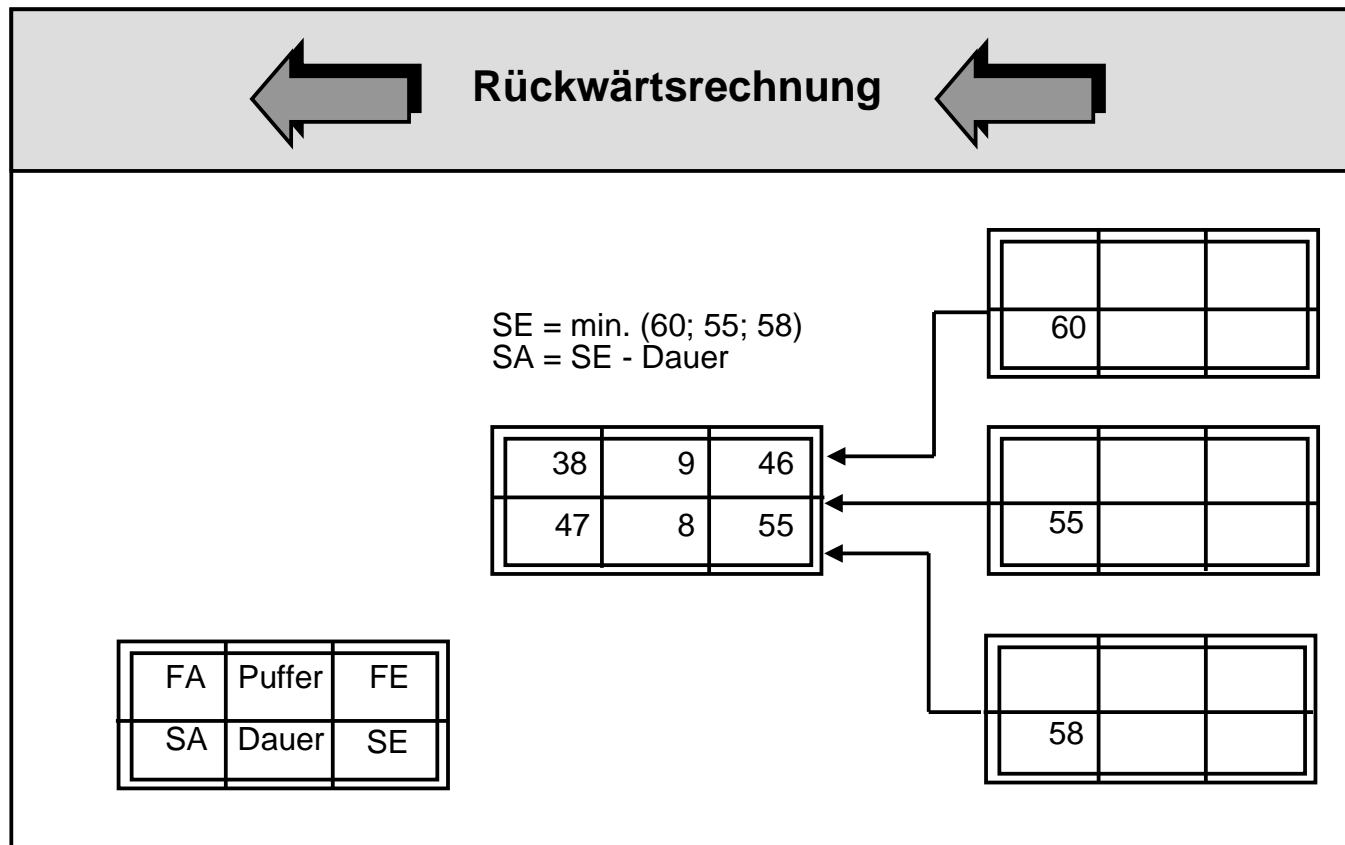 Rückwärtsrechnung
SE = min. (60; 55; 58)
SA = SE - Dauer
60
38 9 46
47 8 55
55
58
FA Puffer FE
SA Dauer SE